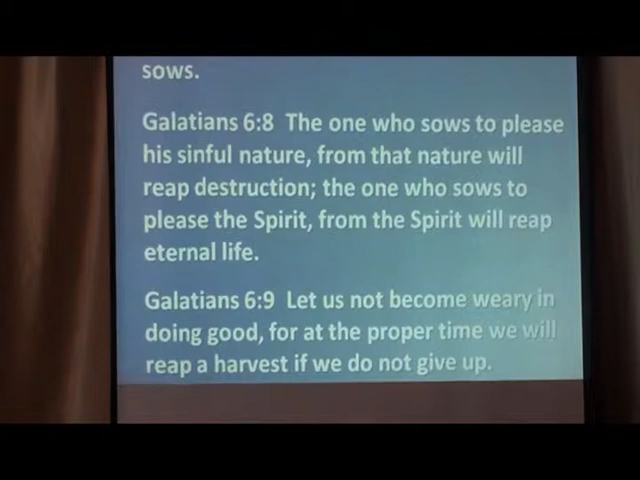 sows.
Galatians 6:8 The one who sows to please
his sinful nature, from that nature will
reap destruction; the one who sows to
please the Spirit, from the Spirit will reap
eternal life.
Galatians 6:9 Let us not become weary in
doing good, for at the proper time we will
reap a harvest if we do not give up.